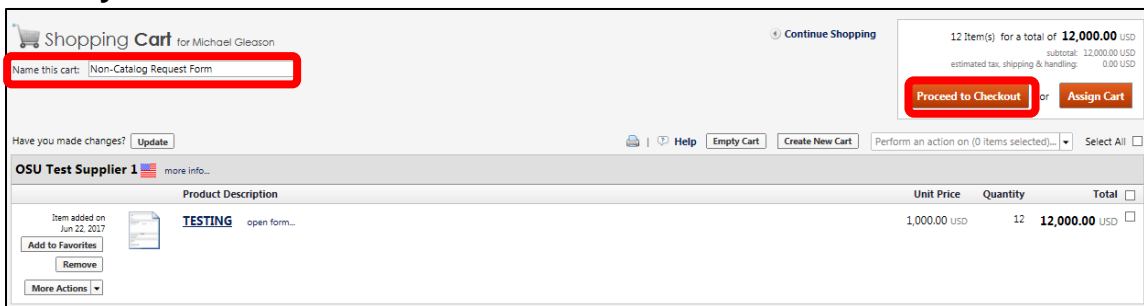 Shopping Cart for Michael Gleason
Continue Shopping
12 Item(s) for a total of 12,000.00 USD
subtotal: 12,000.00 USD
estimated tax, shipping & handling: 0.00 USD
Name this cart: Non-Catalog Request Form
Proceed to Checkout or Assign Cart
Have you made changes? Update
| Help Empty Cart Create New Cart Perform an action on (0 items selected)... Select All
OSU Test Supplier 1 more info...
Product Description Unit Price Quantity Total
Item added on
Jun 22, 2017
TESTING open form... 1,000.00 USD 12 12,000.00 USD
Add to Favorites
Remove
More Actions